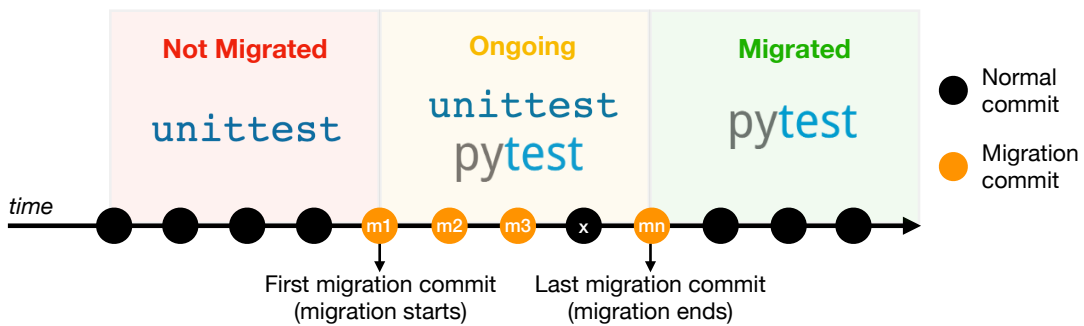 Not Migrated
Ongoing
Migrated
unittest
unittest
pytest
pytest
Normal
commit
Migration
commit
time
m1
m2
m3
x
mn
First migration commit
(migration starts)
Last migration commit
(migration ends)